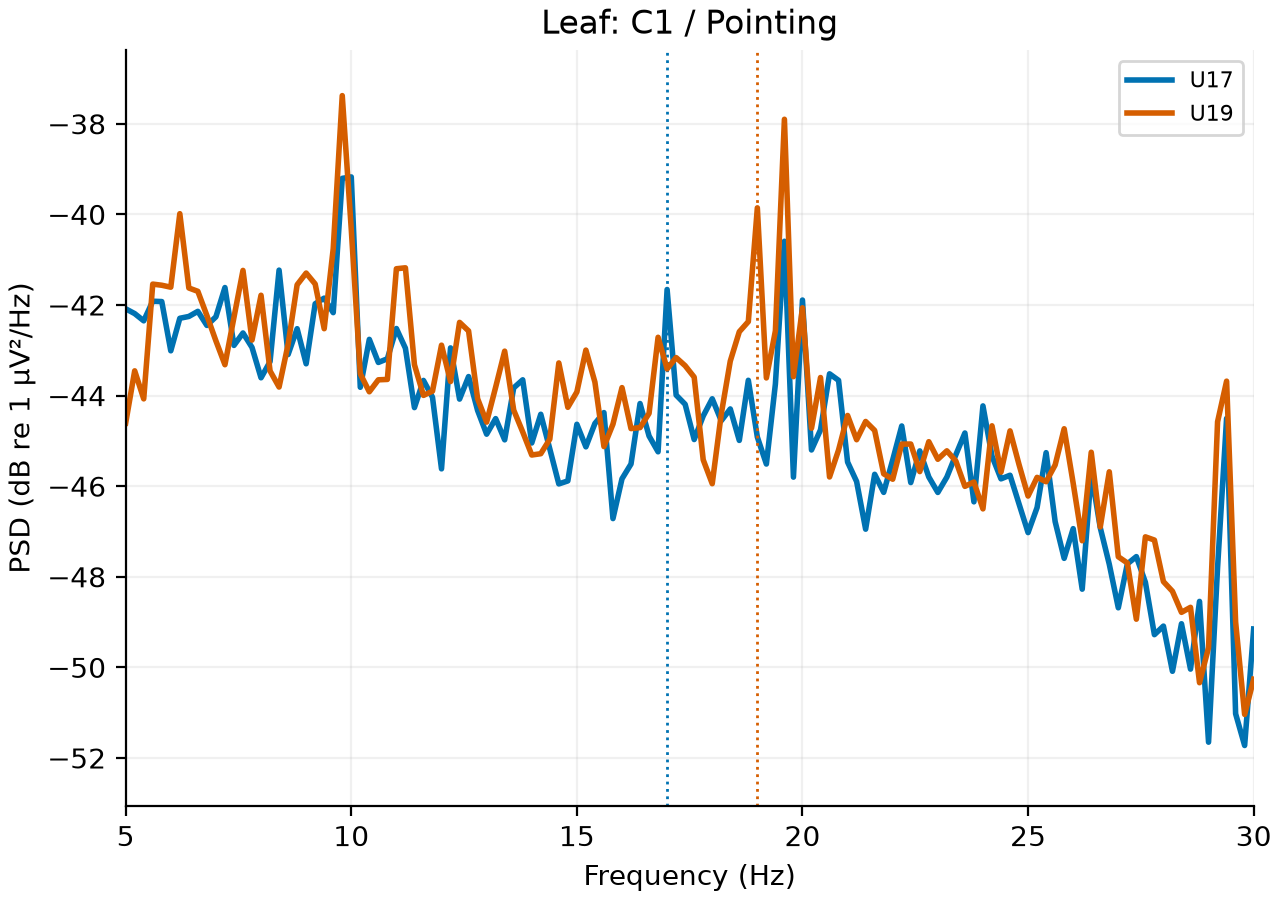 Leaf: C1 / Pointing
U17
U19
PSD (dB re 1 µV²/Hz)
−38
−40
−42
−44
−46
−48
−50
−52
5 10 15 20 25 30
Frequency (Hz)